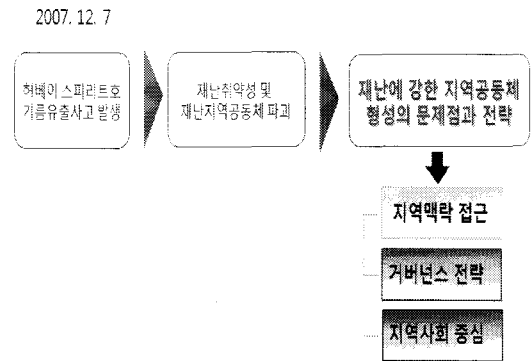 2007. 12. 7
허베이 스피리트호
기름유출사고 발생
재난취약성 및
재난지역공동체 파괴
재난에 강한 지역공동체
형성의 문제점과 전략
지역맥락 접근
거버넌스 전략
지역사회 중심